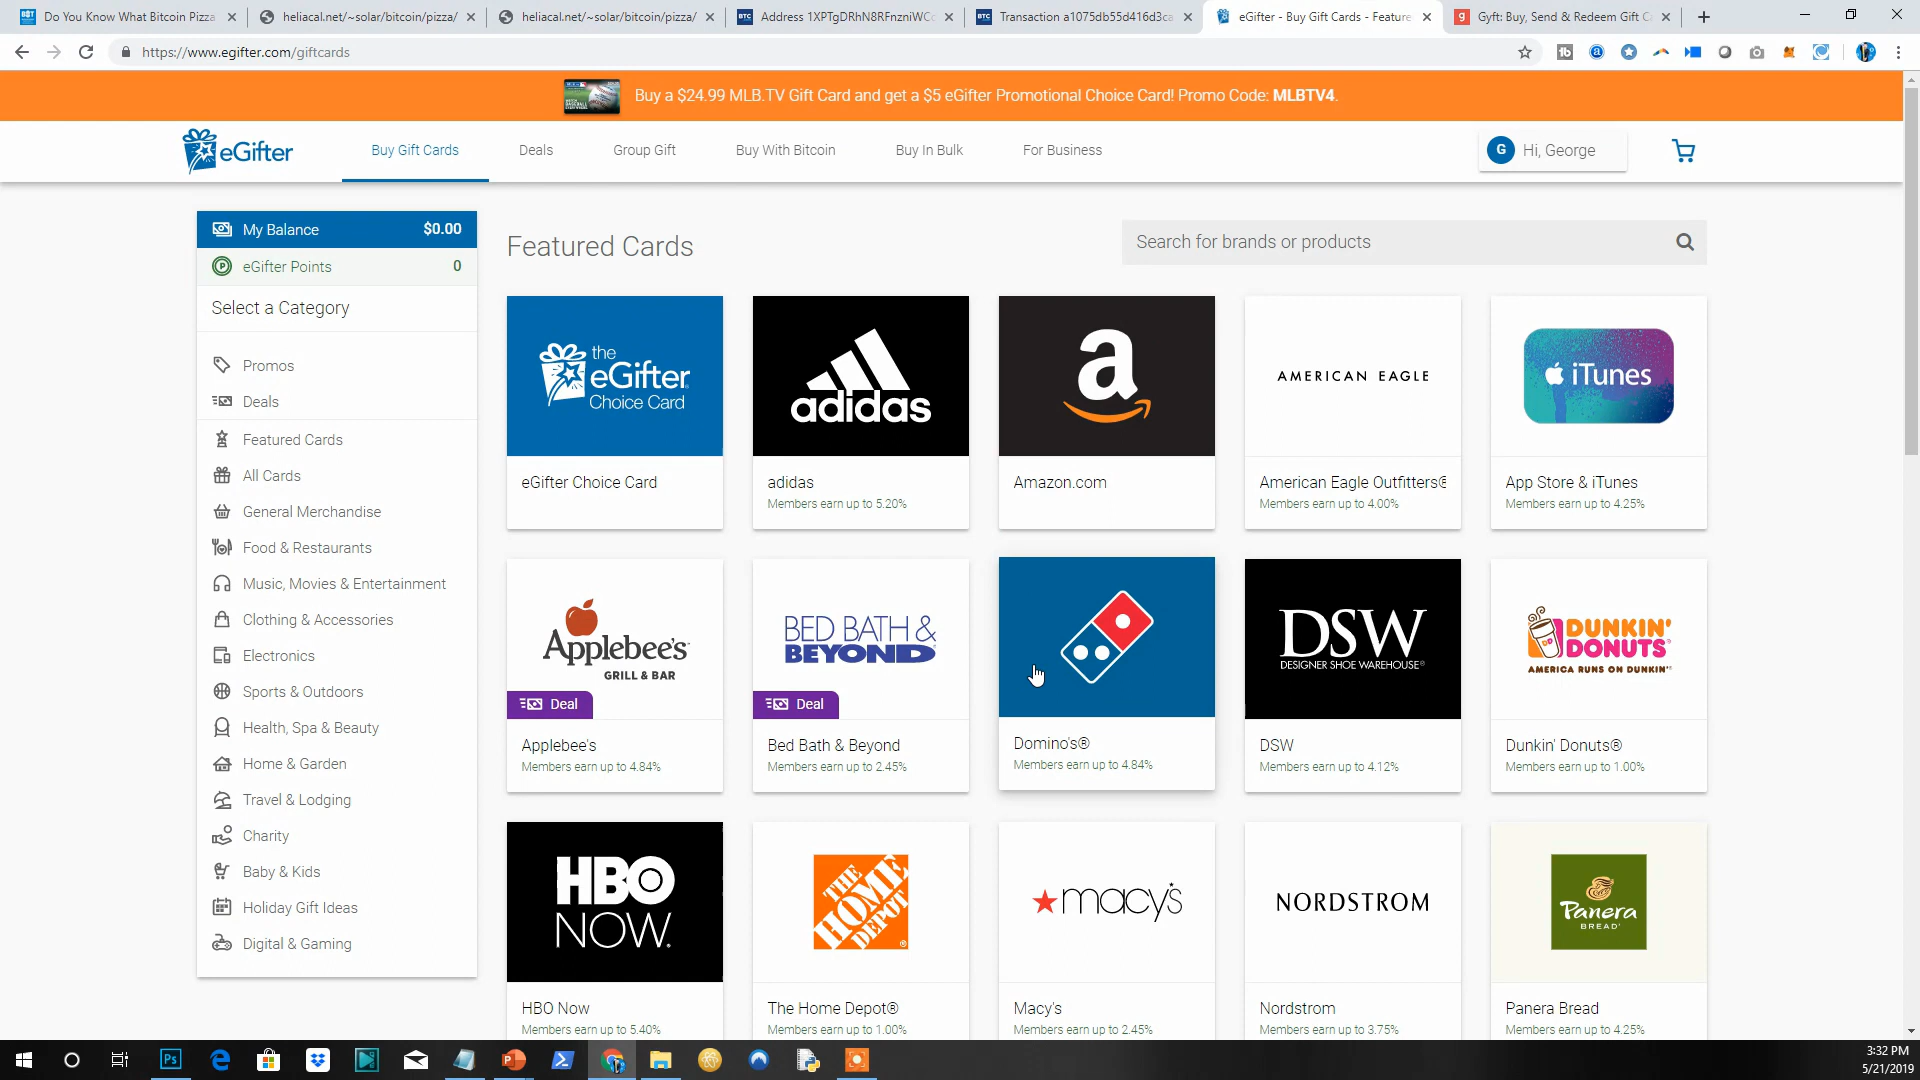 Do You Know What Bitcoin Pizza
heliacal.net/~solar/bitcoin/pizza/
heliacal.net/~solar/bitcoin/pizza/
BTC
Address 1XPTgDRhN8RFnzniWCc
BTC
Transaction a1075db55d416d3ca
eGifter - Buy Gift Cards - Feature
Gyft: Buy, Send & Redeem Gift C
https://www.egifter.com/giftcards
Buy a $24.99 MLB.TV Gift Card and get a $5 eGifter Promotional Choice Card! Promo Code: MLBTV4.
eGifter
Buy Gift Cards
Deals
Group Gift
Buy With Bitcoin
Buy In Bulk
For Business
G
Hi, George
My Balance
$0.00
eGifter Points
0
Select a Category
Promos
Deals
Featured Cards
All Cards
General Merchandise
Food & Restaurants
Music, Movies & Entertainment
Clothing & Accessories
Electronics
Sports & Outdoors
Health, Spa & Beauty
Home & Garden
Travel & Lodging
Charity
Baby & Kids
Holiday Gift Ideas
Digital & Gaming
Featured Cards
Search for brands or products
the
eGifter
Choice Card
eGifter Choice Card
adidas
adidas
Members earn up to 5.20%
a
Amazon.com
AMERICAN EAGLE
American Eagle Outfitters®
Members earn up to 4.00%
iTunes
App Store & iTunes
Members earn up to 4.25%
Applebee's
GRILL & BAR
Deal
Applebee's
Members earn up to 4.84%
BED BATH &
BEYOND
Deal
Bed Bath & Beyond
Members earn up to 2.45%
Domino's®
Members earn up to 4.84%
DSW
DESIGNER SHOE WAREHOUSE®
DSW
Members earn up to 4.12%
DUNKIN'
DONUTS
AMERICA RUNS ON DUNKIN'
Dunkin' Donuts®
Members earn up to 1.00%
HBO
NOW.
HBO Now
Members earn up to 5.40%
THE
HOME
DEPOT
The Home Depot®
Members earn up to 1.00%
macy's
Macy's
Members earn up to 2.45%
NORDSTROM
Nordstrom
Members earn up to 3.75%
Panera
BREAD
Panera Bread
Members earn up to 4.25%
3:32 PM
5/21/2019